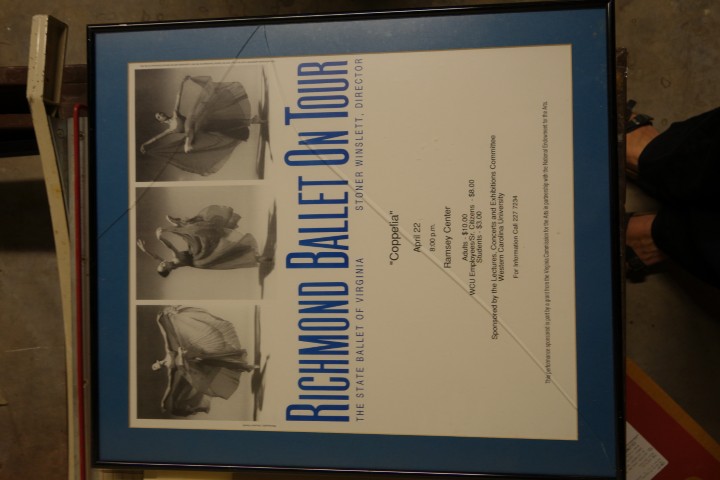 RICHMOND BALLET ON TOUR
THE STATE BALLET OF VIRGINIA STONER WINSLETT, DIRECTOR
"Coppelia"
April 22
8:00 p.m.
Ramsey Center
Adults - $10.00
WCU Employees/Sr. Citizens - $8.00
Students - $3.00
Sponsored by the Lectures, Concerts and Exhibitions Committee
Western Carolina University
For Information Call 227 7234
This performance sponsored in part by a grant from the Virginia Commission for the Arts in partnership with the National Endowment for the Arts.